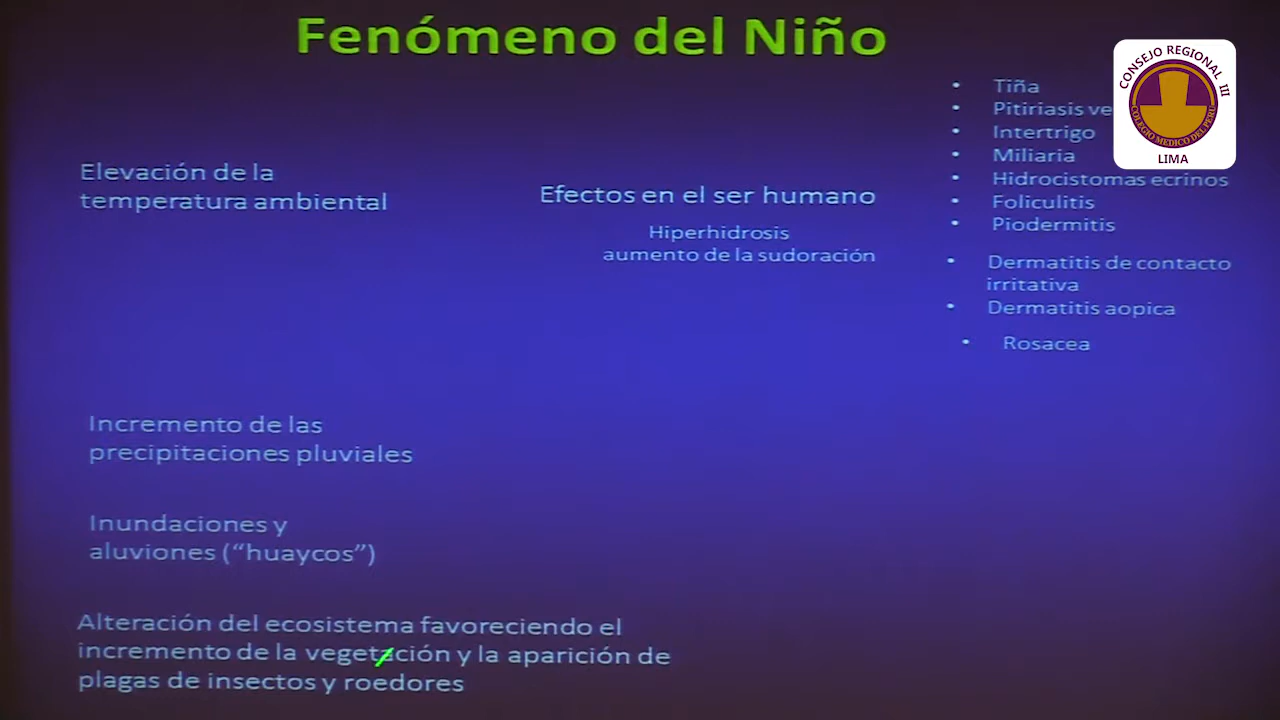 Fenómeno del Niño
CONSEJO REGIONAL III
COLEGIO MEDICO DEL PERU
LIMA
Elevación de la
temperatura ambiental
Efectos en el ser humano
Hiperhidrosis
aumento de la sudoración
• Tiña
• Pitiriasis ve
• Intertrigo
• Miliaria
• Hidrocistomas ecrinos
• Foliculitis
• Piodermitis
• Dermatitis de contacto
irritativa
• Dermatitis aopica
• Rosacea
Incremento de las
precipitaciones pluviales
Inundaciones y
aluviones (“huaycos”)
Alteración del ecosistema favoreciendo el
incremento de la vegetación y la aparición de
plagas de insectos y roedores